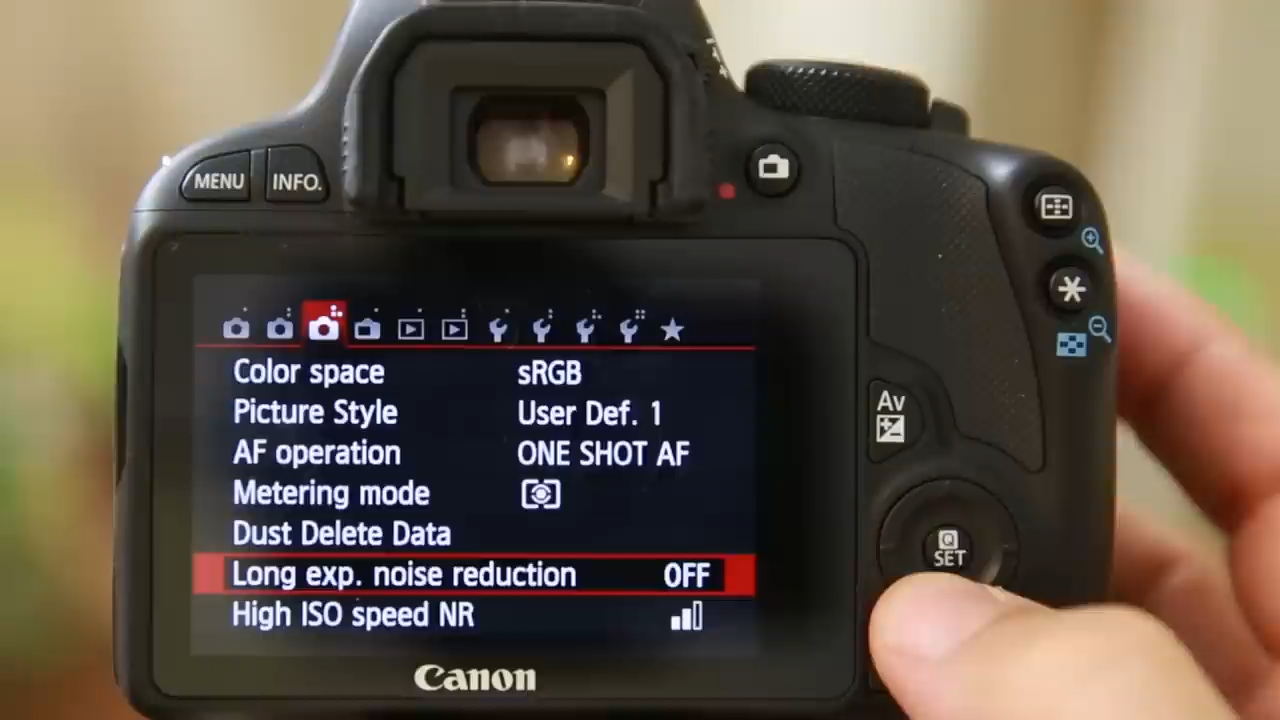 MENU
INFO.
Color space sRGB
Picture Style User Def. 1
AF operation ONE SHOT AF
Metering mode
Dust Delete Data
Long exp. noise reduction OFF
High ISO speed NR
Av
Q
SET
Canon